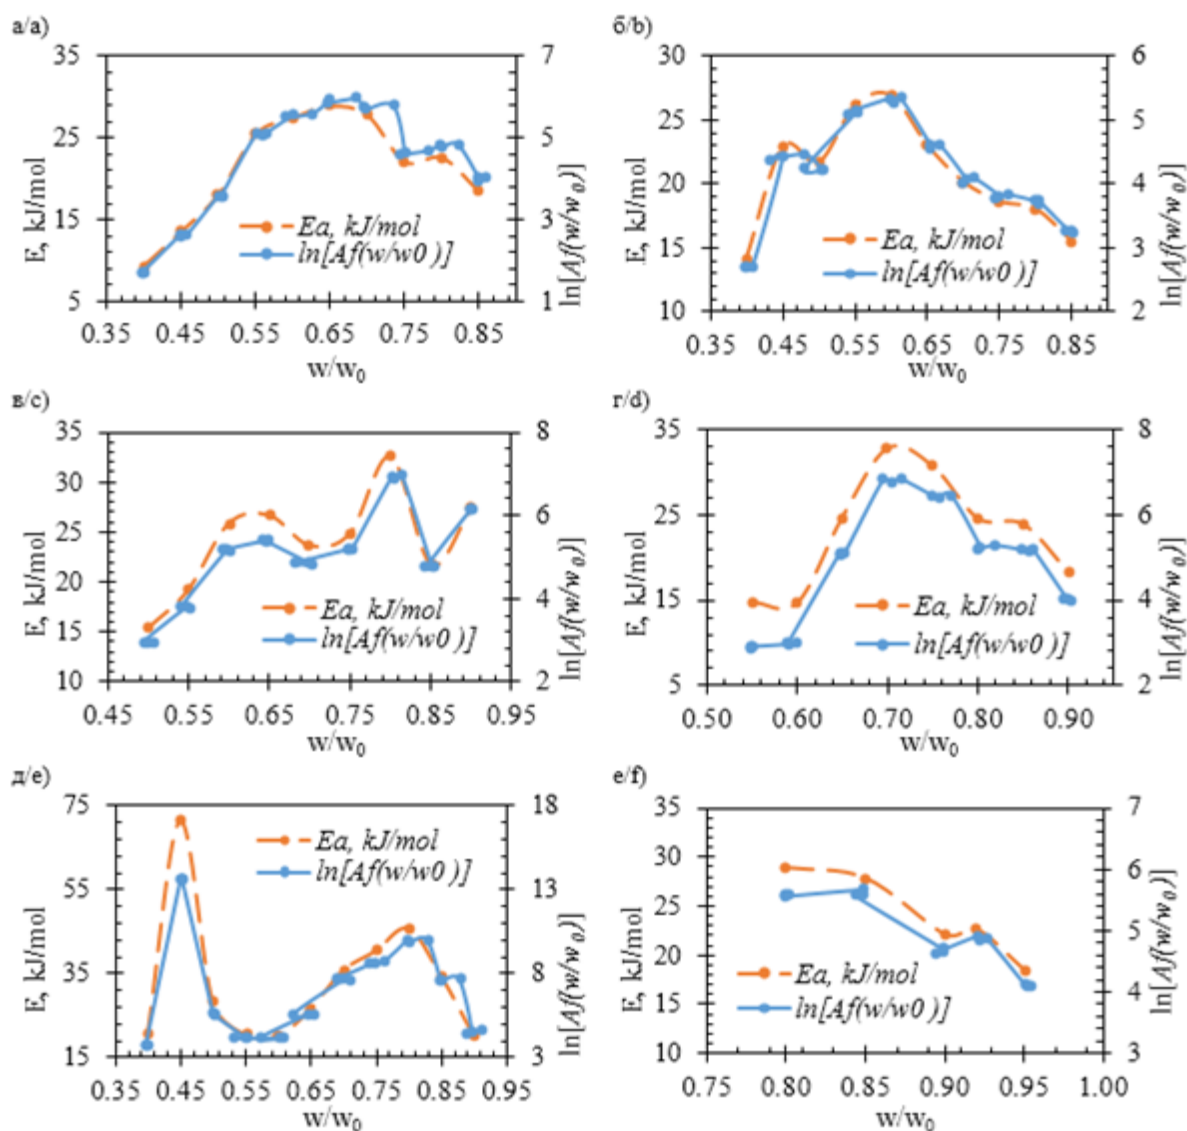 а/a)
35
25
15
5
E, kJ/mol
7
5
3
1
ln[Af(w/w₀)]
Ea, kJ/mol
ln[Af(w/w0 )]
0.35 0.45 0.55 0.65 0.75 0.85
w/w₀
б/b)
30
25
20
15
10
E, kJ/mol
6
5
4
3
2
ln[Af(w/w₀)]
Ea, kJ/mol
ln[Af(w/w0 )]
0.35 0.45 0.55 0.65 0.75 0.85
w/w₀
в/c)
35
30
25
20
15
10
E, kJ/mol
8
6
4
2
ln[Af(w/w₀)]
Ea, kJ/mol
ln[Af(w/w0 )]
0.45 0.55 0.65 0.75 0.85 0.95
w/w₀
г/d)
35
25
15
5
E, kJ/mol
8
6
4
2
ln[Af(w/w₀)]
Ea, kJ/mol
ln[Af(w/w0 )]
0.50 0.60 0.70 0.80 0.90
w/w₀
д/e)
75
55
35
15
E, kJ/mol
18
13
8
3
ln[Af(w/w₀)]
Ea, kJ/mol
ln[Af(w/w0 )]
0.35 0.45 0.55 0.65 0.75 0.85 0.95
w/w₀
е/f)
35
30
25
20
15
10
E, kJ/mol
7
6
5
4
3
ln[Af(w/w₀)]
Ea, kJ/mol
ln[Af(w/w0 )]
0.75 0.80 0.85 0.90 0.95 1.00
w/w₀